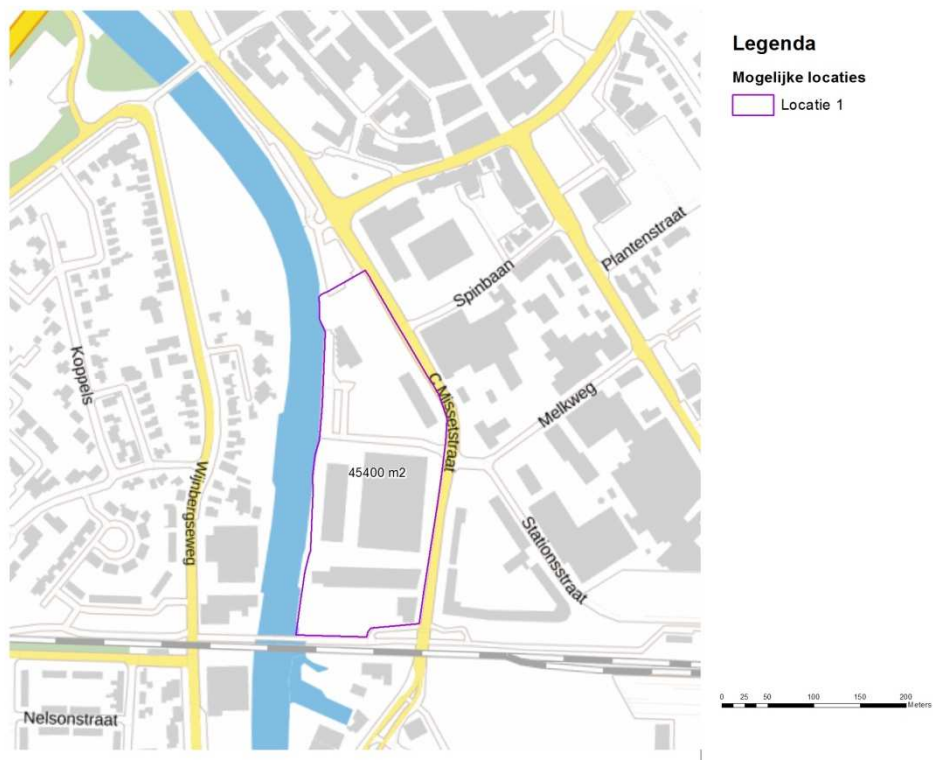 Legenda
Mogelijke locaties
Locatie 1
Plantenstraat
Spinbaan
Koppels
C Missetstraat
Melkweg
45400 m2
Wijnbergseweg
Stationsstraat
Nelsonstraat
0 25 50 100 150 200
Meters